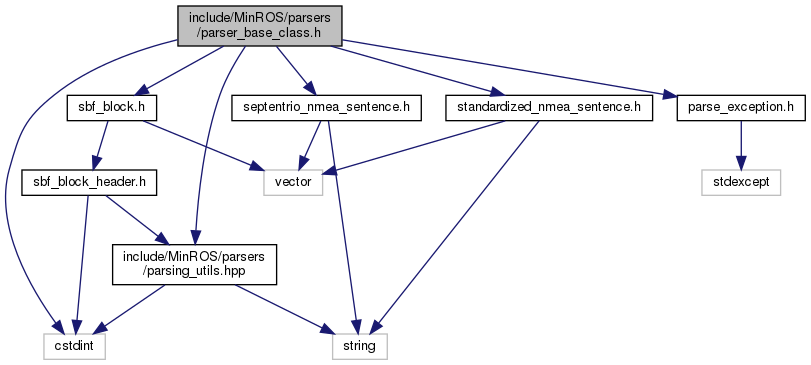 include/MinROS/parsers
/parser_base_class.h
sbf_block.h
septentrio_nmea_sentence.h
standardized_nmea_sentence.h
parse_exception.h
sbf_block_header.h
vector
stdexcept
include/MinROS/parsers
/parsing_utils.hpp
cstdint
string